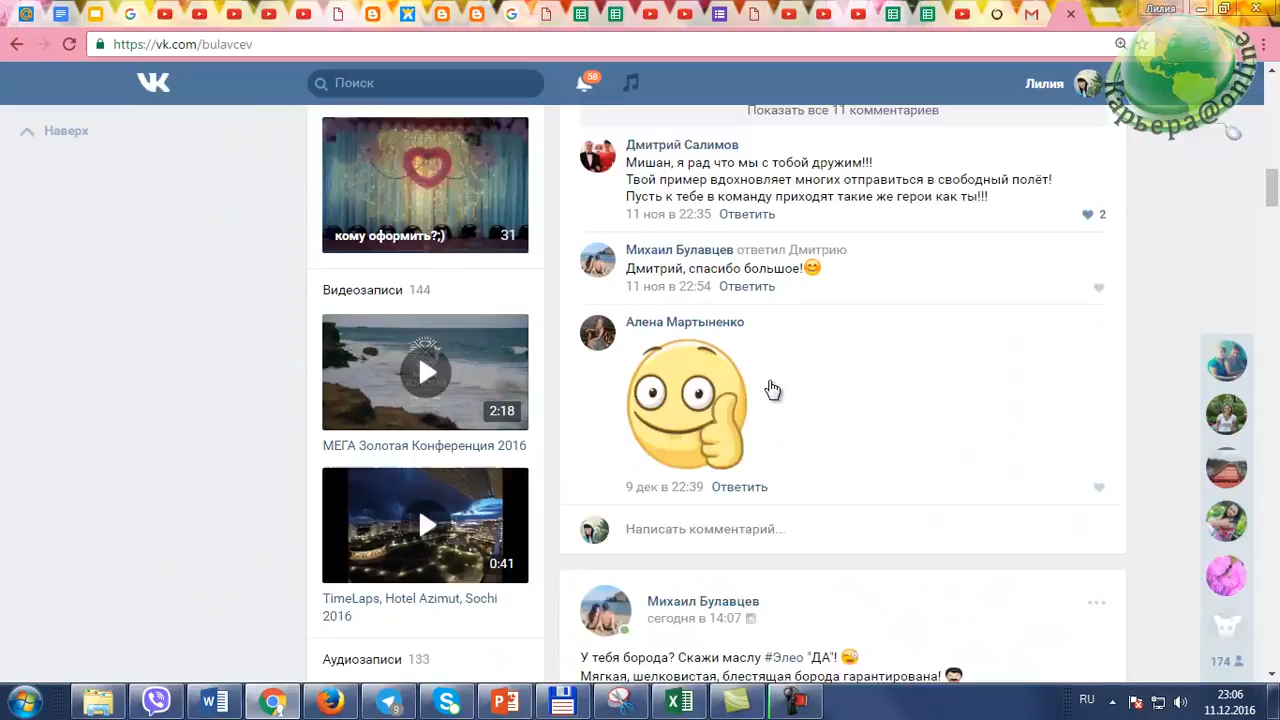 Лилия
https://vk.com/bulavcev
Поиск
58
Лилия
Карьера@online
Наверх
Показать все 11 комментариев
кому оформить?;) 31
Видеозаписи 144
2:18
МЕГА Золотая Конференция 2016
0:41
TimeLaps, Hotel Azimut, Sochi
2016
Аудиозаписи 133
Дмитрий Салимов
Мишан, я рад что мы с тобой дружим!!!
Твой пример вдохновляет многих отправиться в свободный полёт!
Пусть к тебе в команду приходят такие же герои как ты!!!
11 ноя в 22:35 Ответить 2
Михаил Булавцев ответил Дмитрию
Дмитрий, спасибо большое!😊
11 ноя в 22:54 Ответить
Алена Мартыненко
9 дек в 22:39 Ответить
Написать комментарий...
Михаил Булавцев
сегодня в 14:07
У тебя борода? Скажи маслу #Элео "ДА"!
Мягкая, шелковистая, блестящая борода гарантирована!
174
RU
23:06
11.12.2016